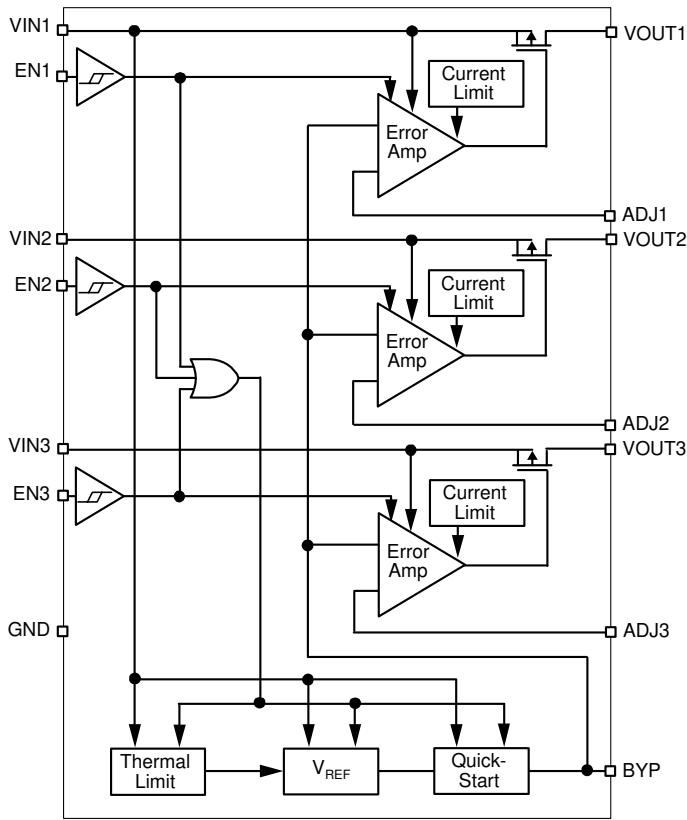 VIN1
VOUT1
EN1
Current
Limit
Error
Amp
ADJ1
VIN2
VOUT2
EN2
Current
Limit
Error
Amp
ADJ2
VIN3
VOUT3
EN3
Current
Limit
Error
Amp
GND
ADJ3
Thermal
Limit
VREF
Quick-
Start
BYP